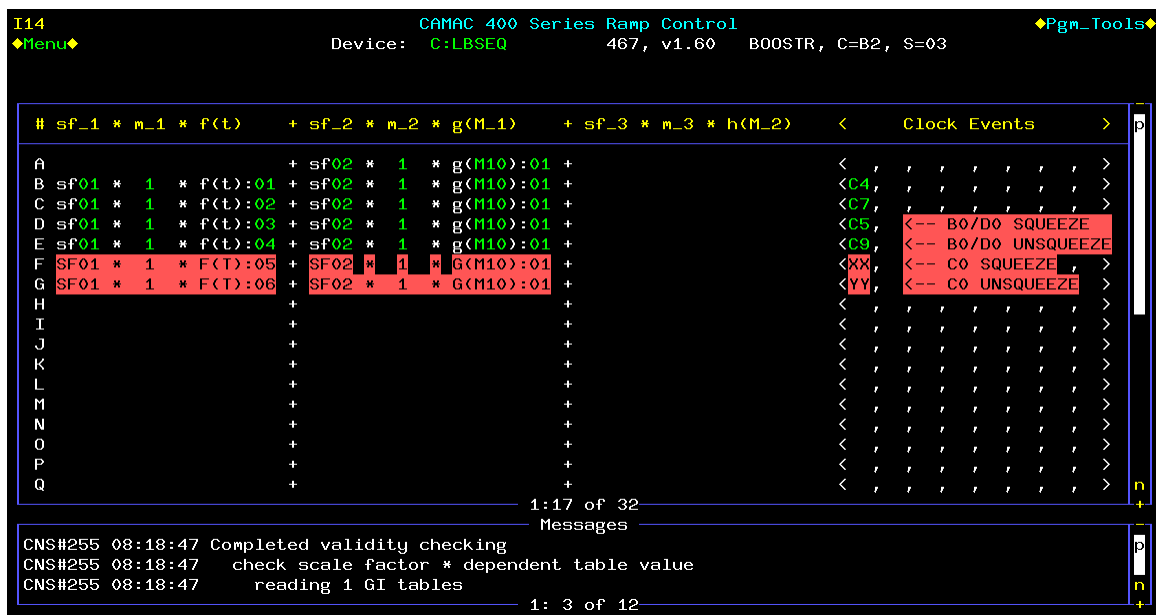 I14 CAMAC 400 Series Ramp Control ◆Pgm_Tools◆
◆Menu◆ Device: C:LBSEQ 467, v1.60 BOOSTR, C=B2, S=03
# sf_1 * m_1 * f(t) + sf_2 * m_2 * g(M_1) + sf_3 * m_3 * h(M_2) < Clock Events > p
A + sf02 * 1 * g(M10):01 + < , , , , , , , >
B sf01 * 1 * f(t):01 + sf02 * 1 * g(M10):01 + <C4, , , , , , , >
C sf01 * 1 * f(t):02 + sf02 * 1 * g(M10):01 + <C7, , , , , , , >
D sf01 * 1 * f(t):03 + sf02 * 1 * g(M10):01 + <C5, <-- B0/D0 SQUEEZE
E sf01 * 1 * f(t):04 + sf02 * 1 * g(M10):01 + <C9, <-- B0/D0 UNSQUEEZE
F SF01 * 1 * F(T):05 + SF02 * 1 * G(M10):01 + <XX, <-- C0 SQUEEZE , >
G SF01 * 1 * F(T):06 + SF02 * 1 * G(M10):01 + <YY, <-- C0 UNSQUEEZE >
H + + < , , , , , , , >
I + + < , , , , , , , >
J + + < , , , , , , , >
K + + < , , , , , , , >
L + + < , , , , , , , >
M + + < , , , , , , , >
N + + < , , , , , , , >
O + + < , , , , , , , >
P + + < , , , , , , , >
Q + + < , , , , , , , > n
1:17 of 32 +
Messages
CNS#255 08:18:47 Completed validity checking p
CNS#255 08:18:47 check scale factor * dependent table value
CNS#255 08:18:47 reading 1 GI tables n
1: 3 of 12 +